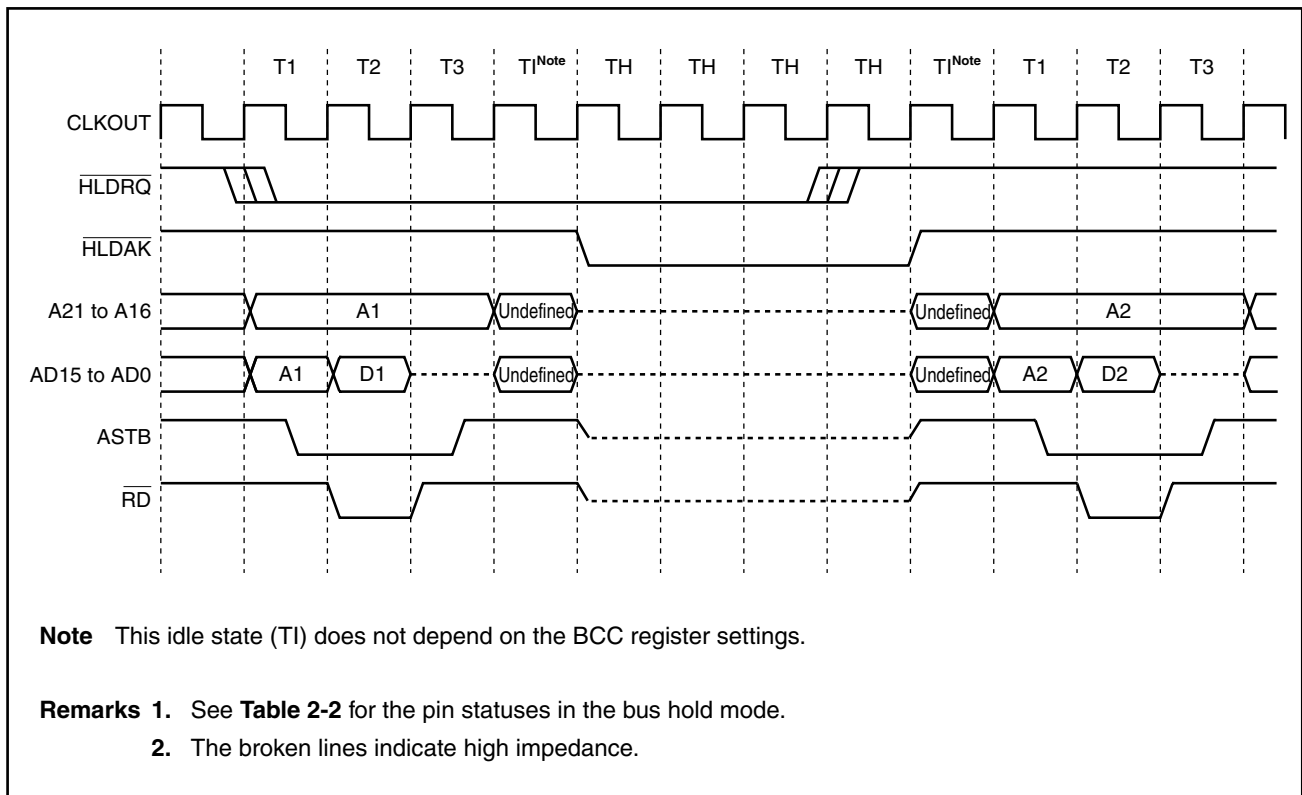 T1 T2 T3 TINote TH TH TH TH TINote T1 T2 T3
CLKOUT
HLDRQ
HLDAK
A21 to A16 A1 Undefined Undefined A2
AD15 to AD0 A1 D1 Undefined Undefined A2 D2
ASTB
RD
Note This idle state (TI) does not depend on the BCC register settings.
Remarks 1. See Table 2-2 for the pin statuses in the bus hold mode.
2. The broken lines indicate high impedance.